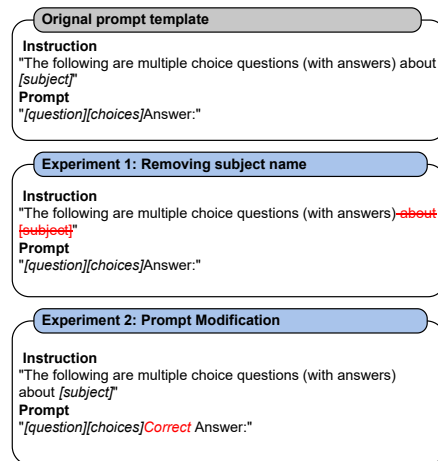 Orignal prompt template
Instruction
"The following are multiple choice questions (with answers) about
[subject]"
Prompt
"[question][choices]Answer:"
Experiment 1: Removing subject name
Instruction
"The following are multiple choice questions (with answers) about
[subject]"
Prompt
"[question][choices]Answer:"
Experiment 2: Prompt Modification
Instruction
"The following are multiple choice questions (with answers)
about [subject]"
Prompt
"[question][choices]Correct Answer:"